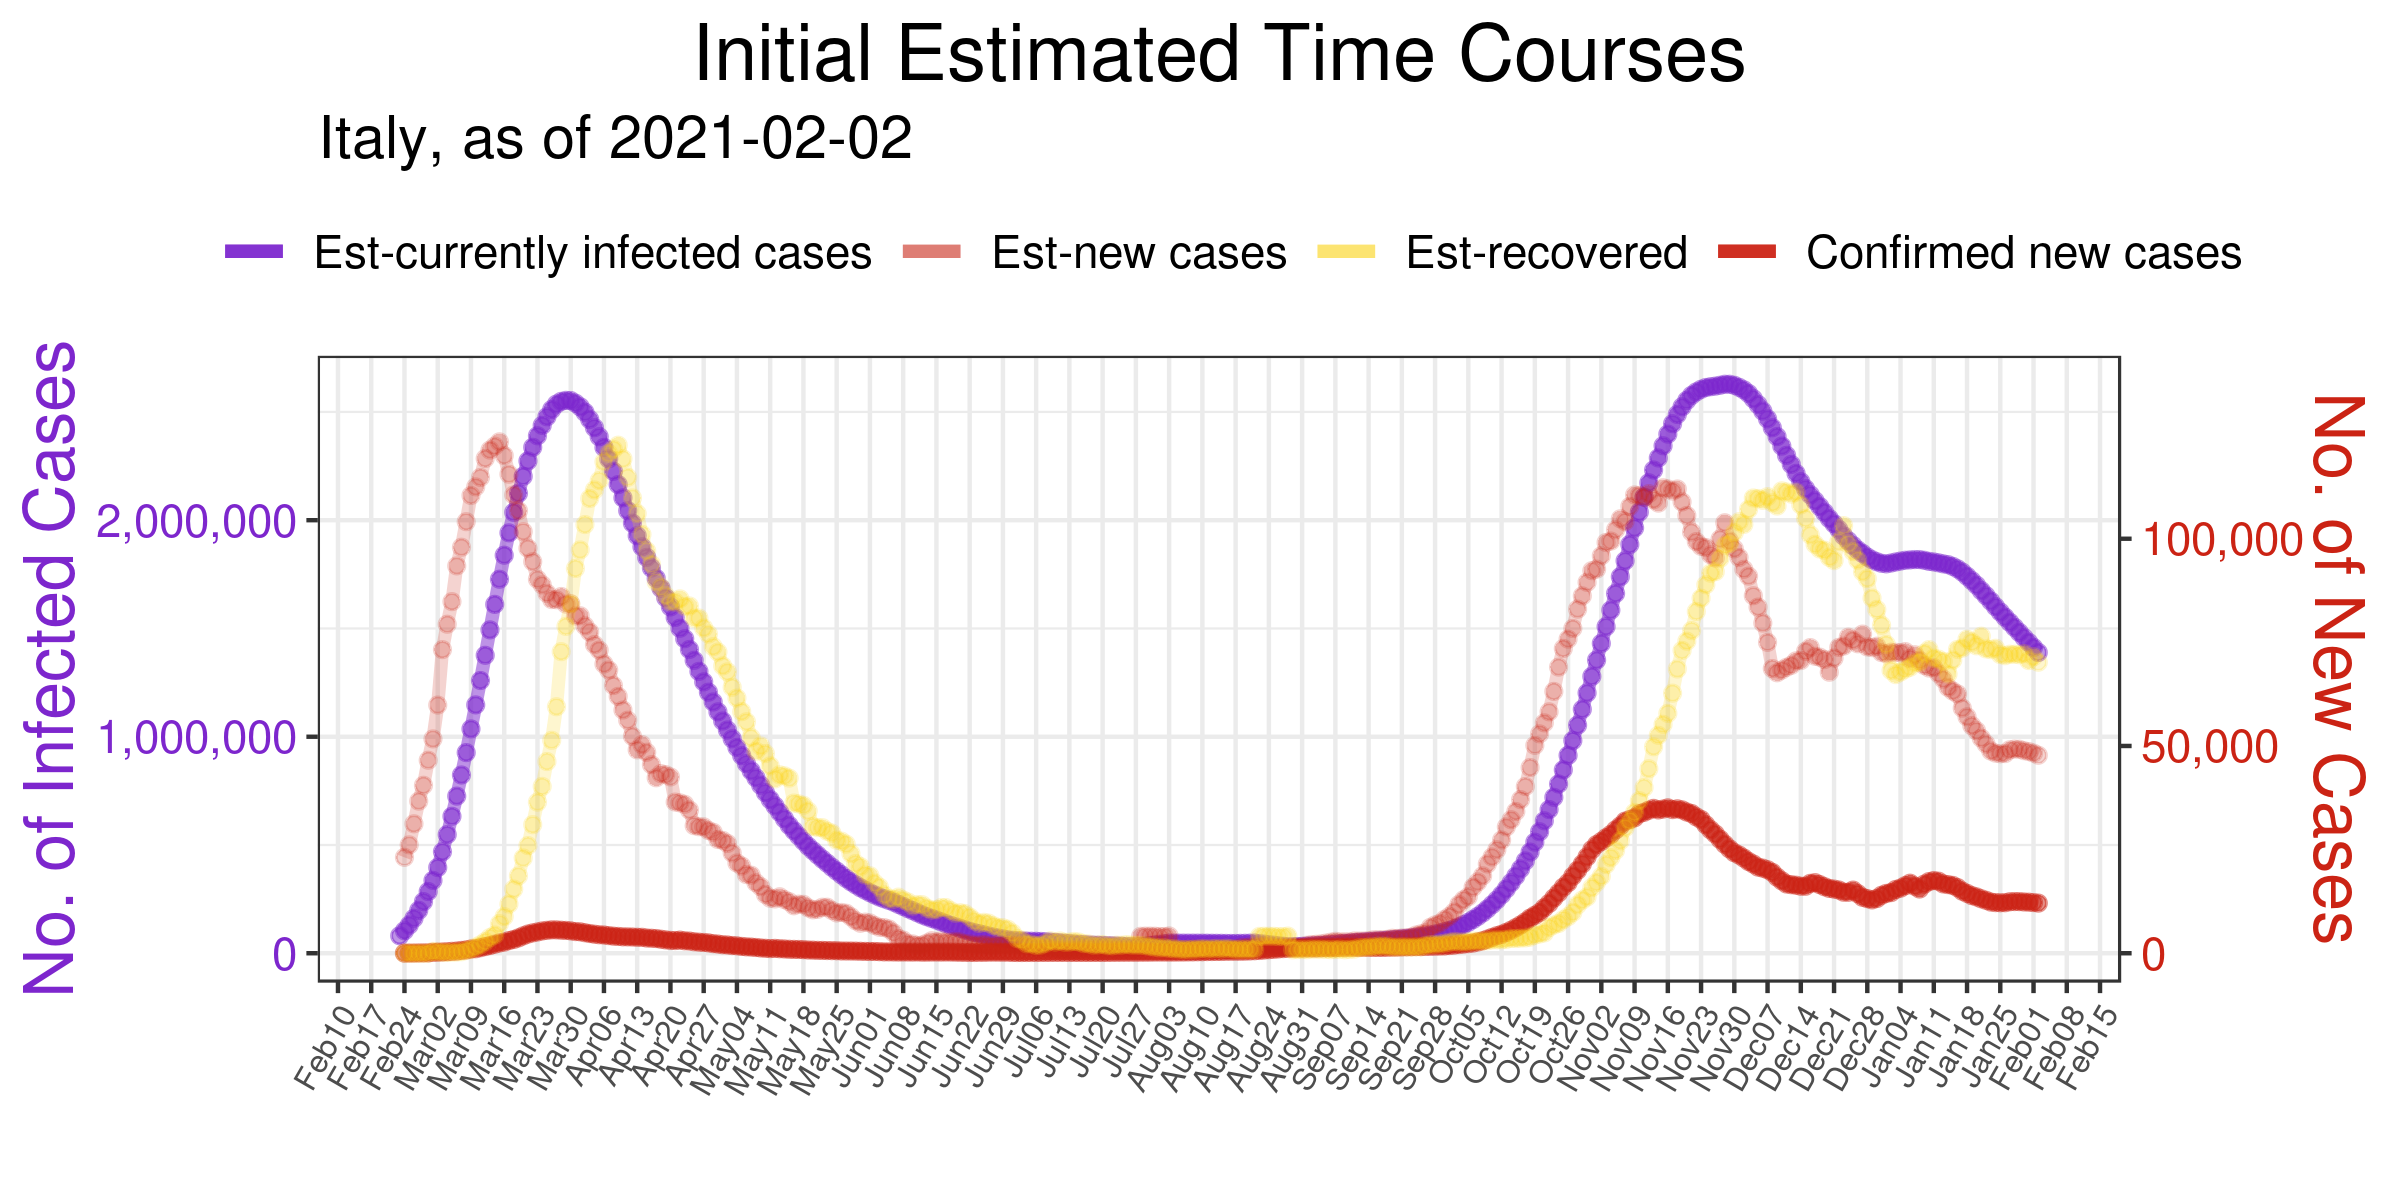 Initial Estimated Time Courses
Italy, as of 2021-02-02
Est-currently infected cases Est-new cases Est-recovered Confirmed new cases
No. of Infected Cases
2,000,000
1,000,000
0
100,000
50,000
0
No. of New Cases
Feb10 Feb17 Feb24 Mar02 Mar09 Mar16 Mar23 Mar30 Apr06 Apr13 Apr20 Apr27 May04 May11 May18 May25 Jun01 Jun08 Jun15 Jun22 Jun29 Jul06 Jul13 Jul20 Jul27 Aug03 Aug10 Aug17 Aug24 Aug31 Sep07 Sep14 Sep21 Sep28 Oct05 Oct12 Oct19 Oct26 Nov02 Nov09 Nov16 Nov23 Nov30 Dec07 Dec14 Dec21 Dec28 Jan04 Jan11 Jan18 Jan25 Feb01 Feb08 Feb15